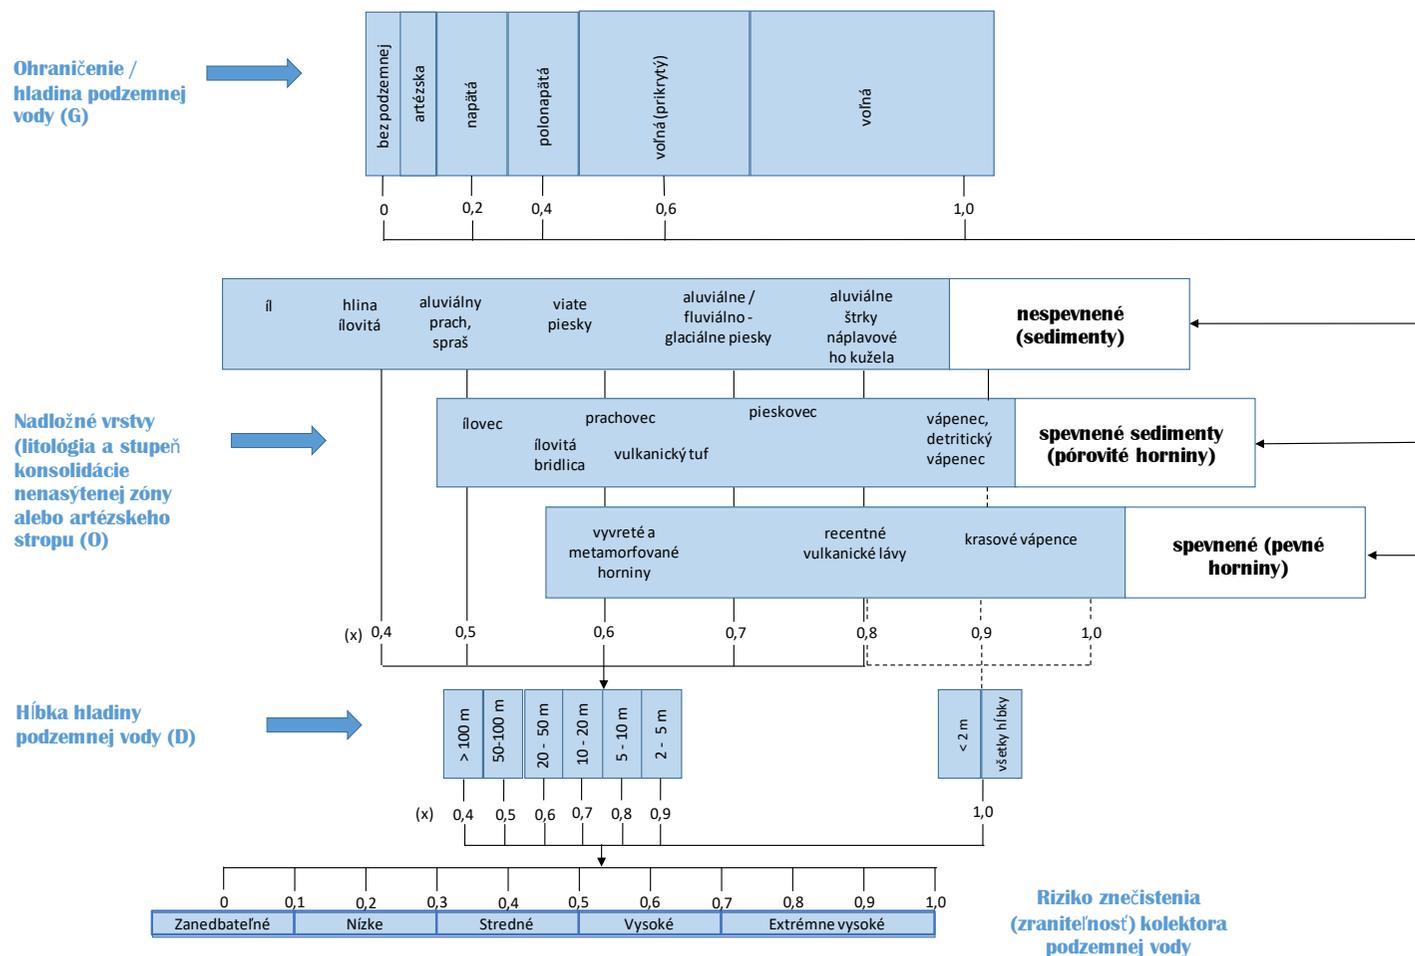 Ohraničenie /
hladina podzemnej
vody (G)
bez podzemnej
artézska
napätá
polonapätá
voľná (prikrytý)
voľná
0
0,2
0,4
0,6
1,0
íl
hlina
ílovitá
aluviálny
prach,
spraš
viate
piesky
aluviálne /
fluviálno -
glaciálne piesky
aluviálne
štrky
náplavové
ho kužela
nespevnené
(sedimenty)
Nadložné vrstvy
(litológia a stupeň
konsolidácie
nenasýtenej zóny
alebo artézskeho
stropu (O)
ílovec
ílovitá
bridlica
prachovec
vulkanický tuf
pieskovec
vápenec,
detritický
vápenec
spevnené sedimenty
(pórovité horniny)
vyvreté a
metamorfované
horniny
recentné
vulkanické lávy
krasové vápence
spevnené (pevné
horniny)
(x) 0,4 0,5 0,6 0,7 0,8 0,9 1,0
Hĺbka hladiny
podzemnej vody (D)
> 100 m
50-100 m
20 - 50 m
10 - 20 m
5 - 10 m
2 - 5 m
< 2 m
všetky hĺbky
(x) 0,4 0,5 0,6 0,7 0,8 0,9 1,0
0 0,1 0,2 0,3 0,4 0,5 0,6 0,7 0,8 0,9 1,0
Zanedbateľné Nízke Stredné Vysoké Extrémne vysoké
Riziko znečistenia
(zraniteľnosť) kolektora
podzemnej vody